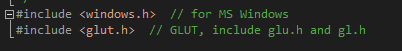 #include <windows.h>  // for MS Windows
#include <glut.h>  // GLUT, include glu.h and gl.h